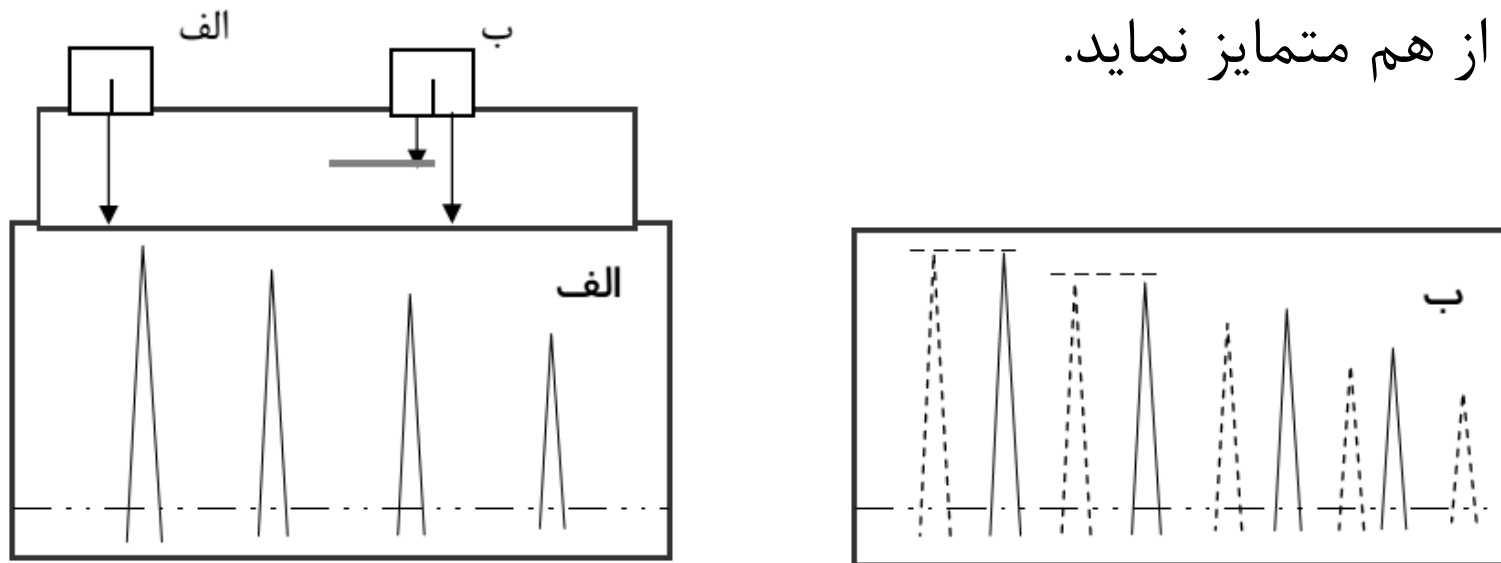 از هم متمایز نماید.
الف
ب
الف
ب